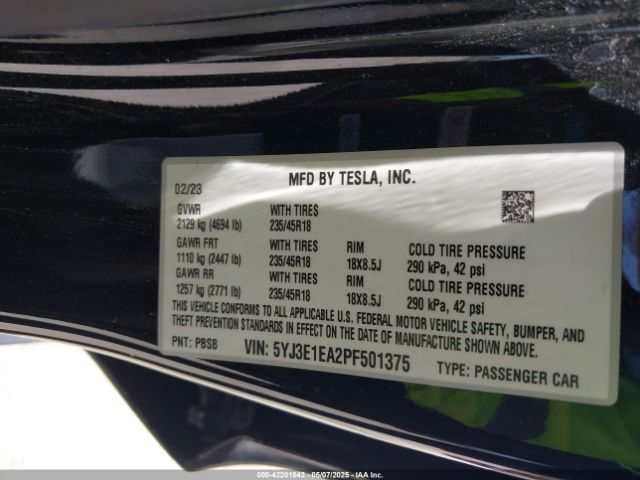 MFD BY TESLA, INC.
02/23
GVWR WITH TIRES
2129 kg (4694 lb) 235/45R18
GAWR FRT WITH TIRES RIM COLD TIRE PRESSURE
1110 kg (2447 lb) 235/45R18 18X8.5J 290 kPa, 42 psi
GAWR RR WITH TIRES RIM COLD TIRE PRESSURE
1257 kg (2771 lb) 235/45R18 18X8.5J 290 kPa, 42 psi
THIS VEHICLE CONFORMS TO ALL APPLICABLE U.S. FEDERAL MOTOR VEHICLE SAFETY, BUMPER, AND
THEFT PREVENTION STANDARDS IN EFFECT ON THE DATE OF MANUFACTURE SHOWN ABOVE.
PNT: PBSB VIN: 5YJ3E1EA2PF501375 TYPE: PASSENGER CAR
000-42201543 - 05/07/2025 - IAA Inc.